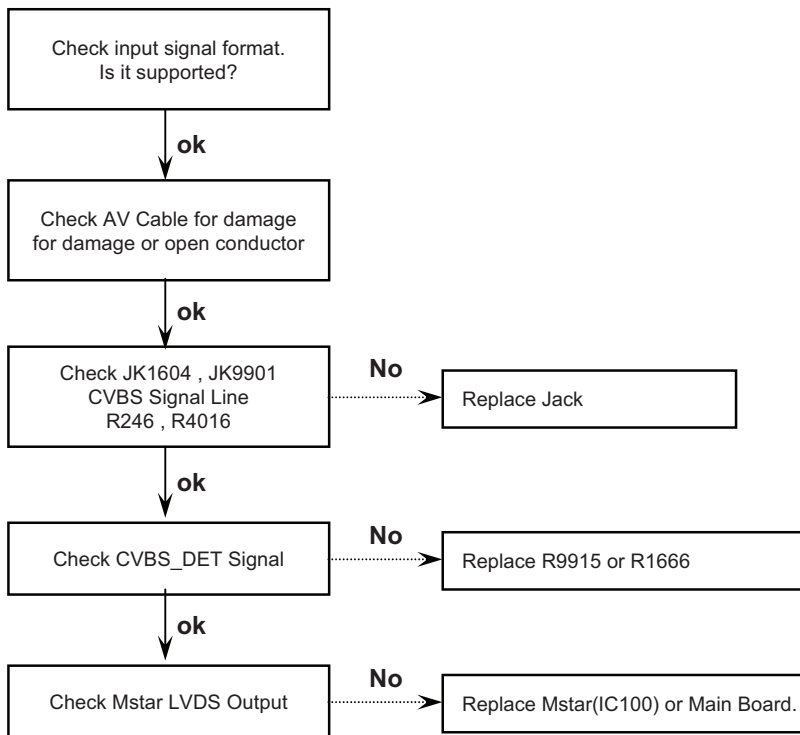 Check input signal format.
Is it supported?
ok
Check AV Cable for damage
for damage or open conductor
ok
Check JK1604 , JK9901
CVBS Signal Line
R246 , R4016
No
Replace Jack
ok
Check CVBS_DET Signal
No
Replace R9915 or R1666
ok
Check Mstar LVDS Output
No
Replace Mstar(IC100) or Main Board.